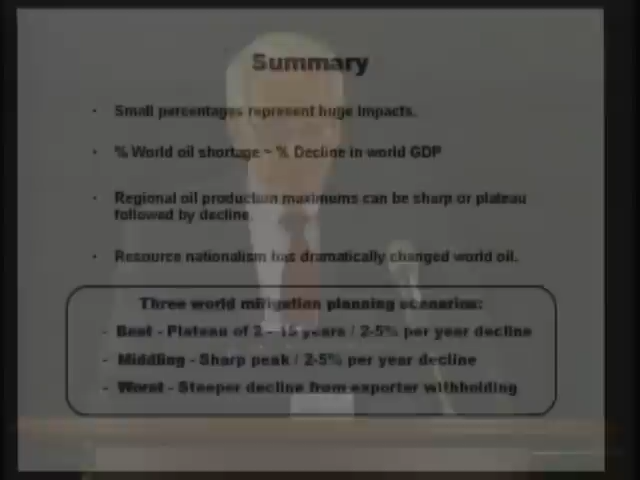 Summary
• Small percentages represent huge impacts.
• % World oil shortage ~ % Decline in world GDP
• Regional oil production maximums can be sharp or plateau
followed by decline.
• Resource nationalism has dramatically changed world oil.
Three world mitigation planning scenarios:
- Best - Plateau of 2 - 15 years / 2-5% per year decline
- Middling - Sharp peak / 2-5% per year decline
- Worst - Steeper decline from exporter withholding